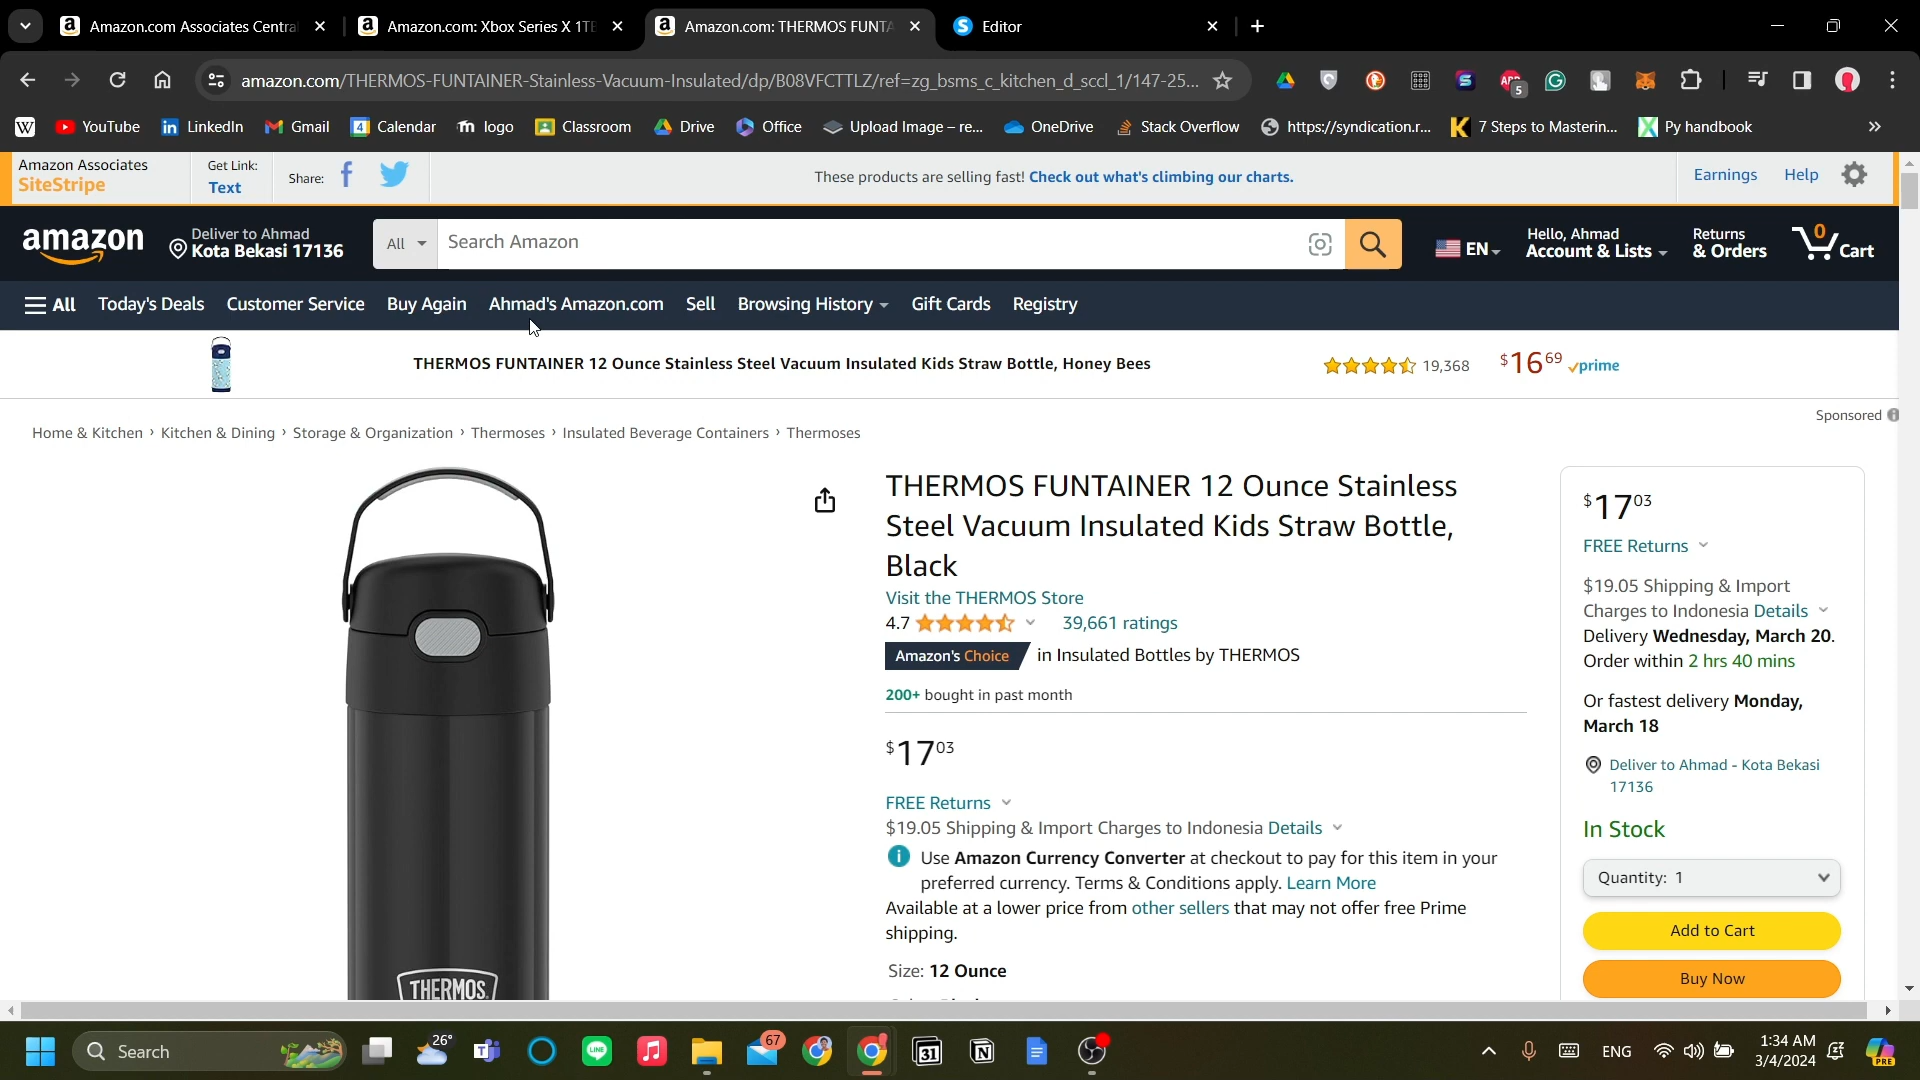 Amazon.com Associates Centra
Amazon.com: Xbox Series X 1TB
Amazon.com: THERMOS FUNTA
Editor
amazon.com/THERMOS-FUNTAINER-Stainless-Vacuum-Insulated/dp/B08VFCTTLZ/ref=zg_bsms_c_kitchen_d_sccl_1/147-25...
5
YouTube
LinkedIn
Gmail
Calendar
logo
Classroom
Drive
Office
Upload Image – re...
OneDrive
Stack Overflow
https://syndication.r...
7 Steps to Masterin...
Py handbook
Amazon Associates
SiteStripe
Get Link:
Text
Share:
These products are selling fast! Check out what's climbing our charts.
Earnings
Help
amazon
Deliver to Ahmad
Kota Bekasi 17136
All
Search Amazon
EN
Hello, Ahmad
Account & Lists
Returns
& Orders
0
Cart
All
Today's Deals
Customer Service
Buy Again
Ahmad's Amazon.com
Sell
Browsing History
Gift Cards
Registry
THERMOS FUNTAINER 12 Ounce Stainless Steel Vacuum Insulated Kids Straw Bottle, Honey Bees
19,368
$16 69
prime
Sponsored
Home & Kitchen › Kitchen & Dining › Storage & Organization › Thermoses › Insulated Beverage Containers › Thermoses
THERMOS
THERMOS FUNTAINER 12 Ounce Stainless
Steel Vacuum Insulated Kids Straw Bottle,
Black
Visit the THERMOS Store
4.7
39,661 ratings
Amazon's Choice in Insulated Bottles by THERMOS
200+ bought in past month
$17 03
FREE Returns
$19.05 Shipping & Import Charges to Indonesia Details
Use Amazon Currency Converter at checkout to pay for this item in your
preferred currency. Terms & Conditions apply. Learn More
Available at a lower price from other sellers that may not offer free Prime
shipping.
Size: 12 Ounce
$17 03
FREE Returns
$19.05 Shipping & Import
Charges to Indonesia Details
Delivery Wednesday, March 20.
Order within 2 hrs 40 mins
Or fastest delivery Monday,
March 18
Deliver to Ahmad - Kota Bekasi
17136
In Stock
Quantity: 1
Add to Cart
Buy Now
Search
26°
LINE
67
31
ENG
1:34 AM
3/4/2024
PRE